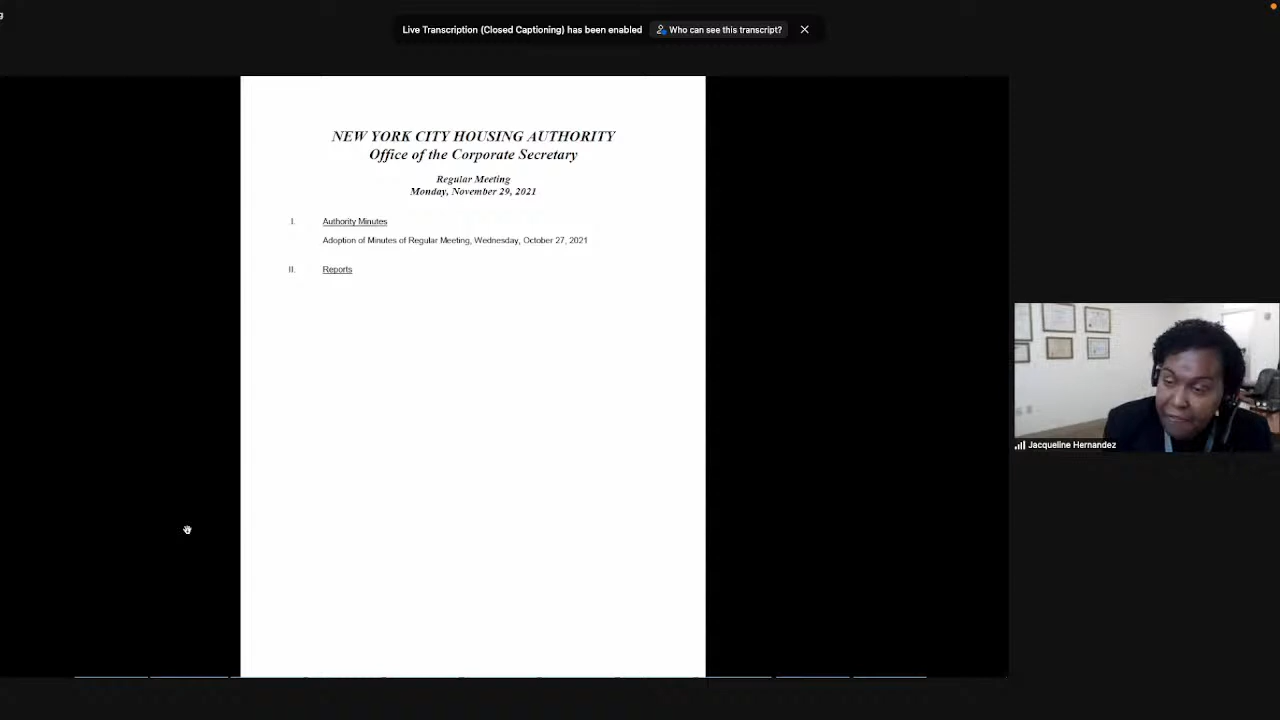 Live Transcription (Closed Captioning) has been enabled
Who can see this transcript?
NEW YORK CITY HOUSING AUTHORITY
Office of the Corporate Secretary
Regular Meeting
Monday, November 29, 2021
I. Authority Minutes
Adoption of Minutes of Regular Meeting, Wednesday, October 27, 2021
II. Reports
Jacqueline Hernandez